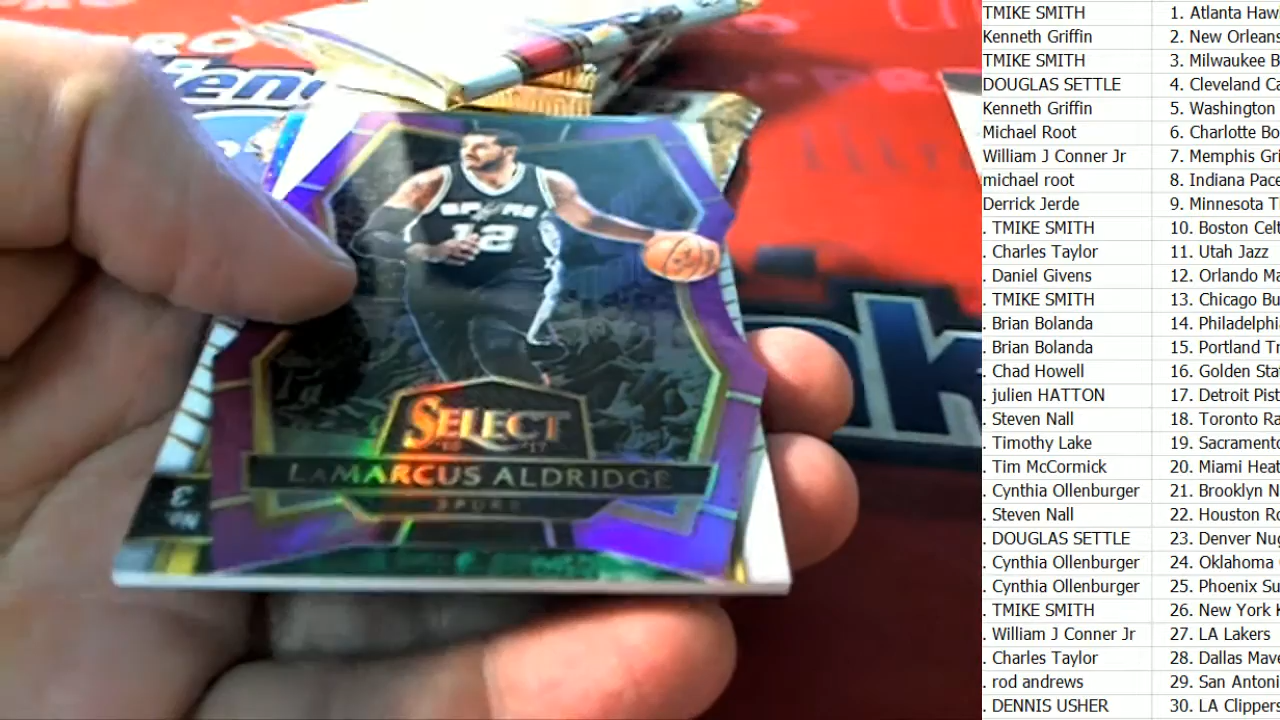 SPURS
12
SELECT
16 17
LAMARCUS ALDRIDGE
SPURS
TMIKE SMITH 1. Atlanta Haw
Kenneth Griffin 2. New Orleans
TMIKE SMITH 3. Milwaukee B
DOUGLAS SETTLE 4. Cleveland Ca
Kenneth Griffin 5. Washington
Michael Root 6. Charlotte Bo
William J Conner Jr 7. Memphis Gri
michael root 8. Indiana Pace
Derrick Jerde 9. Minnesota Ti
. TMIKE SMITH 10. Boston Celt
. Charles Taylor 11. Utah Jazz
. Daniel Givens 12. Orlando Ma
. TMIKE SMITH 13. Chicago Bu
. Brian Bolanda 14. Philadelphi
. Brian Bolanda 15. Portland Tr
. Chad Howell 16. Golden Sta
. julien HATTON 17. Detroit Pist
. Steven Nall 18. Toronto Ra
. Timothy Lake 19. Sacramento
. Tim McCormick 20. Miami Heat
. Cynthia Ollenburger 21. Brooklyn N
. Steven Nall 22. Houston Ro
. DOUGLAS SETTLE 23. Denver Nug
. Cynthia Ollenburger 24. Oklahoma
. Cynthia Ollenburger 25. Phoenix Su
. TMIKE SMITH 26. New York K
. William J Conner Jr 27. LA Lakers
. Charles Taylor 28. Dallas Mave
. rod andrews 29. San Antoni
. DENNIS USHER 30. LA Clippers